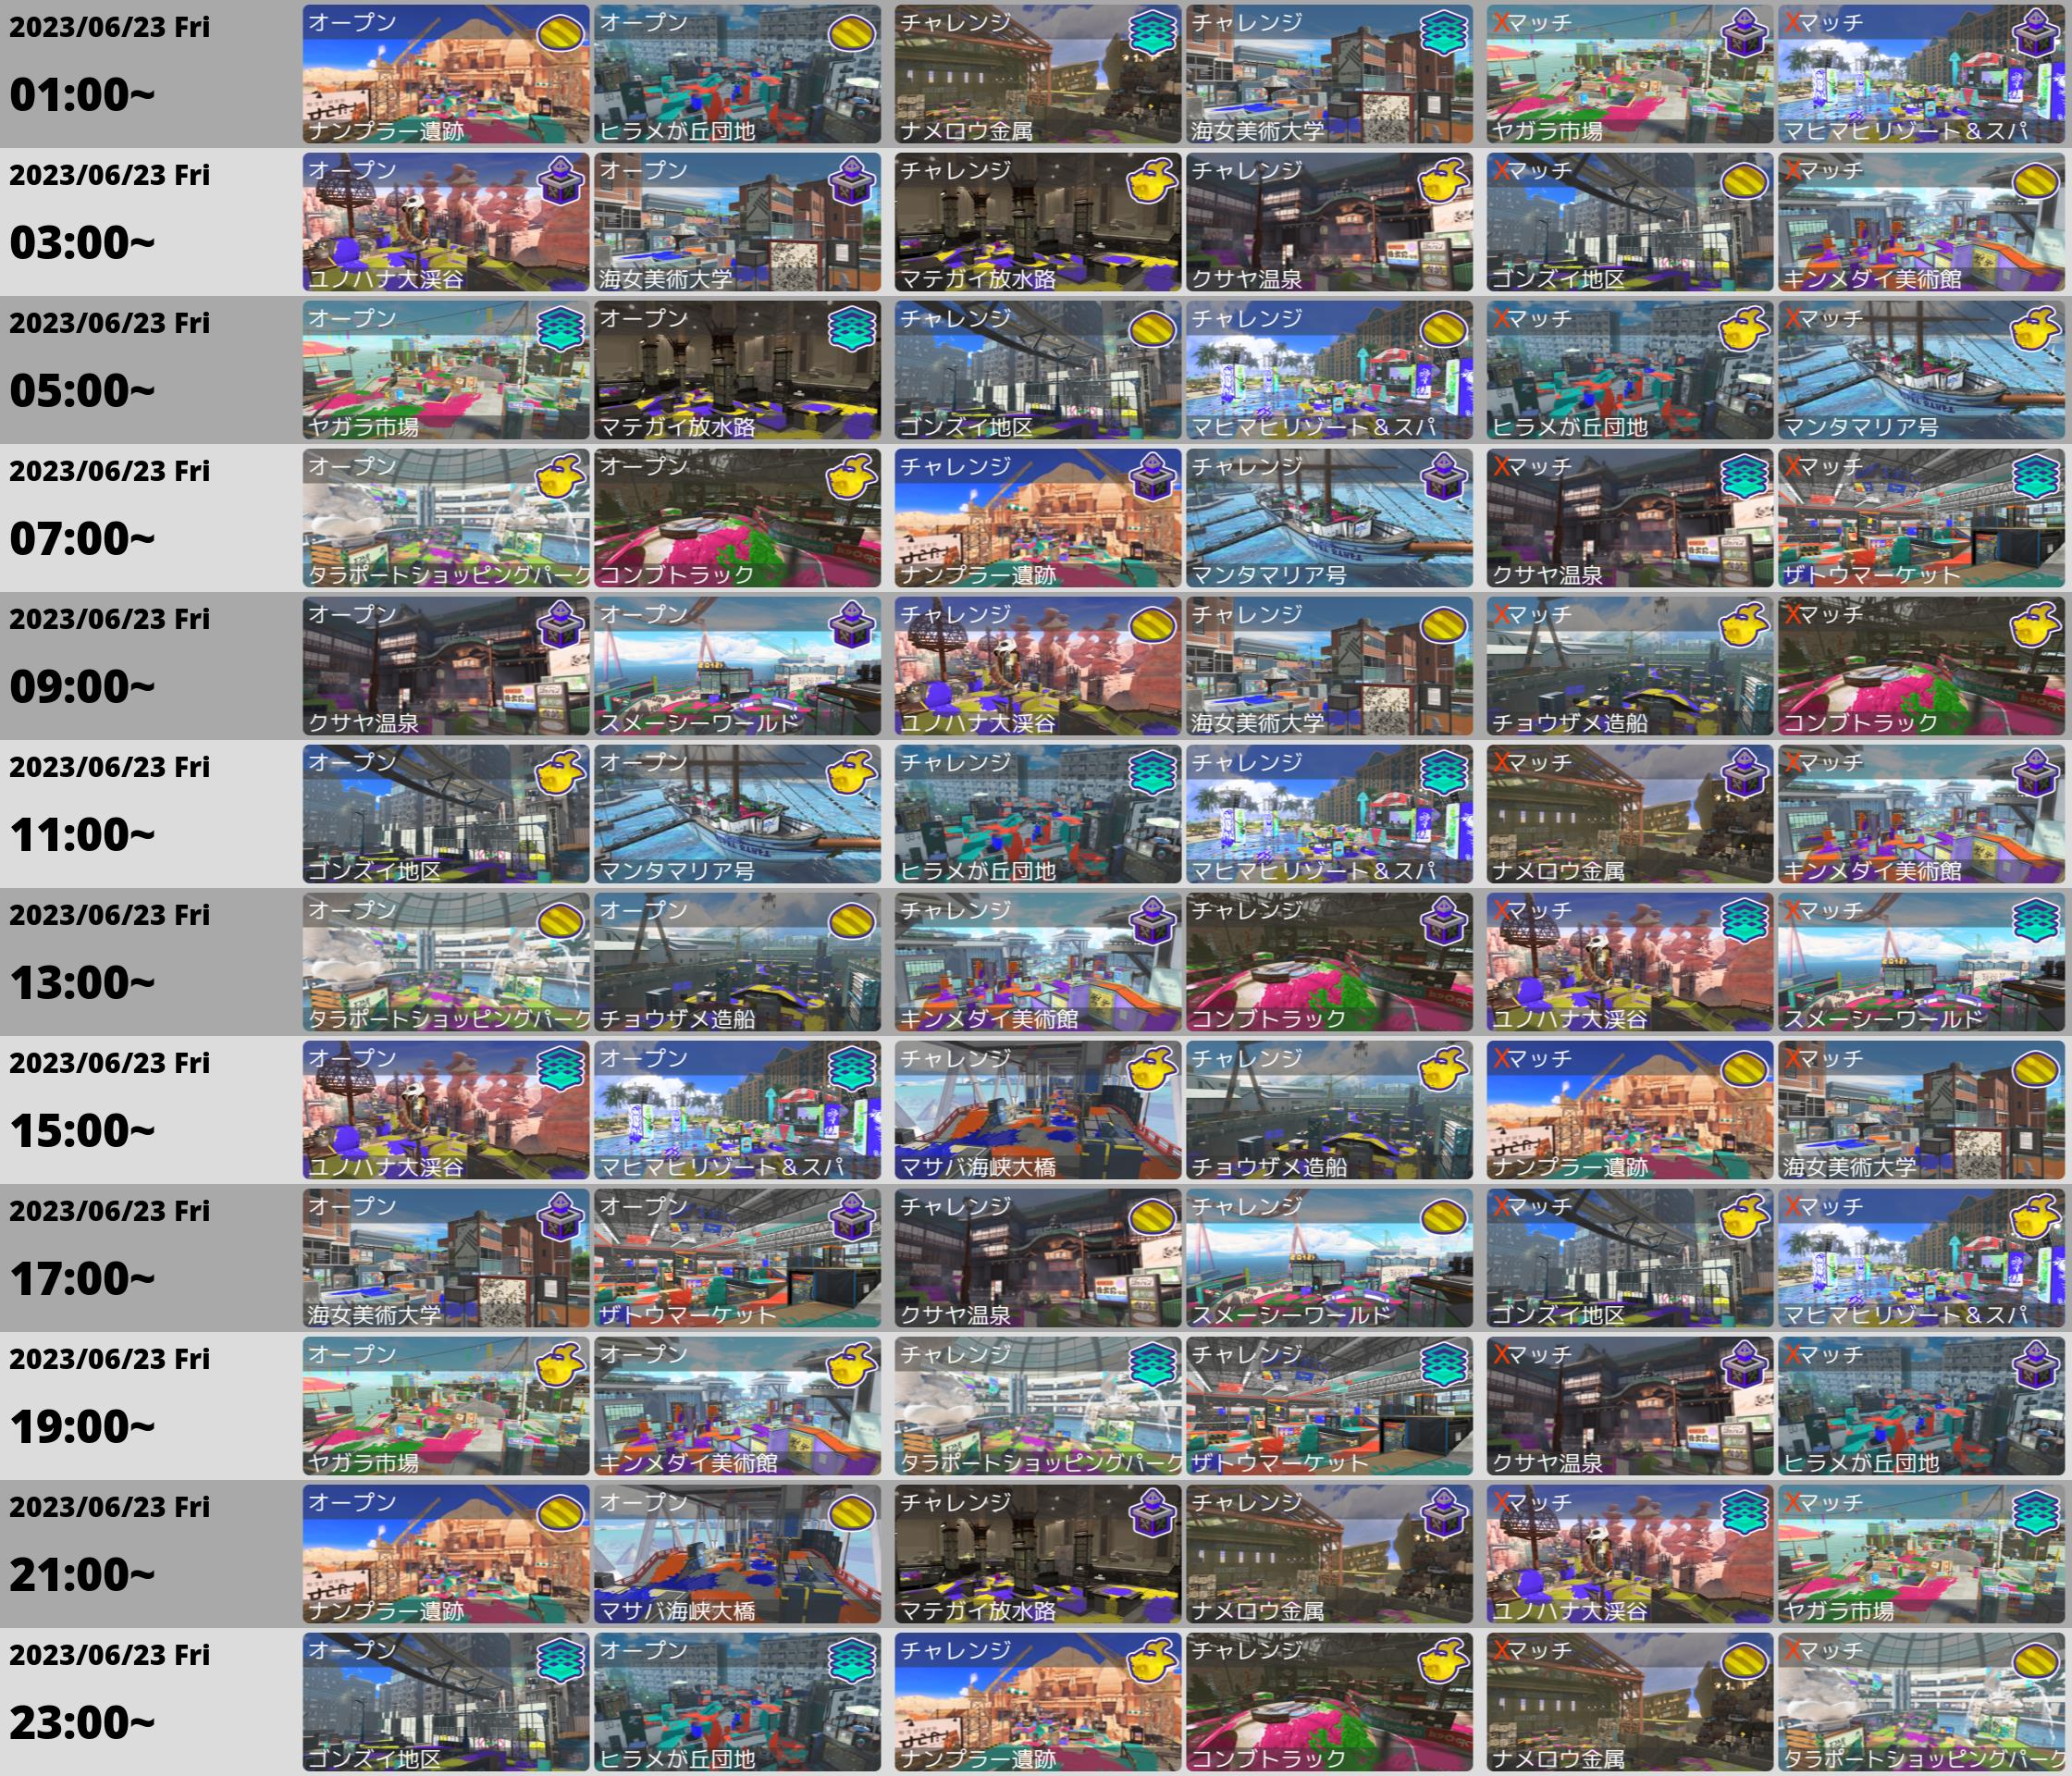 2023/06/23 Fri
01:00~
オープン オープン チャレンジ チャレンジ Xマッチ Xマッチ
ナンプラー遺跡 ヒラメが丘団地 ナメロウ金属 海女美術大学 ヤガラ市場 マヒマヒリゾート＆スパ
2023/06/23 Fri
03:00~
オープン オープン チャレンジ チャレンジ Xマッチ Xマッチ
ユノハナ大渓谷 海女美術大学 マテガイ放水路 クサヤ温泉 ゴンズイ地区 キンメダイ美術館
2023/06/23 Fri
05:00~
オープン オープン チャレンジ チャレンジ Xマッチ Xマッチ
ヤガラ市場 マテガイ放水路 ゴンズイ地区 マヒマヒリゾート＆スパ ヒラメが丘団地 マンタマリア号
2023/06/23 Fri
07:00~
オープン オープン チャレンジ チャレンジ Xマッチ Xマッチ
タラポートショッピングパーク コンブトラック ナンプラー遺跡 マンタマリア号 クサヤ温泉 ザトウマーケット
2023/06/23 Fri
09:00~
オープン オープン チャレンジ チャレンジ Xマッチ Xマッチ
クサヤ温泉 スメーシーワールド ユノハナ大渓谷 海女美術大学 チョウザメ造船 コンブトラック
2023/06/23 Fri
11:00~
オープン オープン チャレンジ チャレンジ Xマッチ Xマッチ
ゴンズイ地区 マンタマリア号 ヒラメが丘団地 マヒマヒリゾート＆スパ ナメロウ金属 キンメダイ美術館
2023/06/23 Fri
13:00~
オープン オープン チャレンジ チャレンジ Xマッチ Xマッチ
タラポートショッピングパーク チョウザメ造船 キンメダイ美術館 コンブトラック ユノハナ大渓谷 スメーシーワールド
2023/06/23 Fri
15:00~
オープン オープン チャレンジ チャレンジ Xマッチ Xマッチ
ユノハナ大渓谷 マヒマヒリゾート＆スパ マサバ海峡大橋 チョウザメ造船 ナンプラー遺跡 海女美術大学
2023/06/23 Fri
17:00~
オープン オープン チャレンジ チャレンジ Xマッチ Xマッチ
海女美術大学 ザトウマーケット クサヤ温泉 スメーシーワールド ゴンズイ地区 マヒマヒリゾート＆スパ
2023/06/23 Fri
19:00~
オープン オープン チャレンジ チャレンジ Xマッチ Xマッチ
ヤガラ市場 キンメダイ美術館 タラポートショッピングパーク ザトウマーケット クサヤ温泉 ヒラメが丘団地
2023/06/23 Fri
21:00~
オープン オープン チャレンジ チャレンジ Xマッチ Xマッチ
ナンプラー遺跡 マサバ海峡大橋 マテガイ放水路 ナメロウ金属 ユノハナ大渓谷 ヤガラ市場
2023/06/23 Fri
23:00~
オープン オープン チャレンジ チャレンジ Xマッチ Xマッチ
ゴンズイ地区 ヒラメが丘団地 ナンプラー遺跡 コンブトラック ナメロウ金属 タラポートショッピングパーク